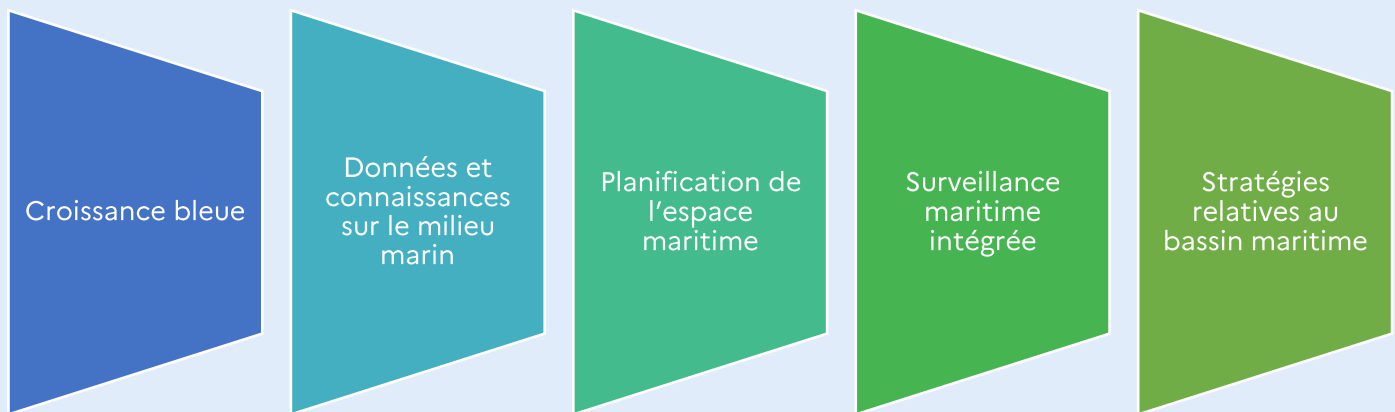 Croissance bleue
Données et
connaissances
sur le milieu
marin
Planification de
l’espace
maritime
Surveillance
maritime
intégrée
Stratégies
relatives au
bassin maritime